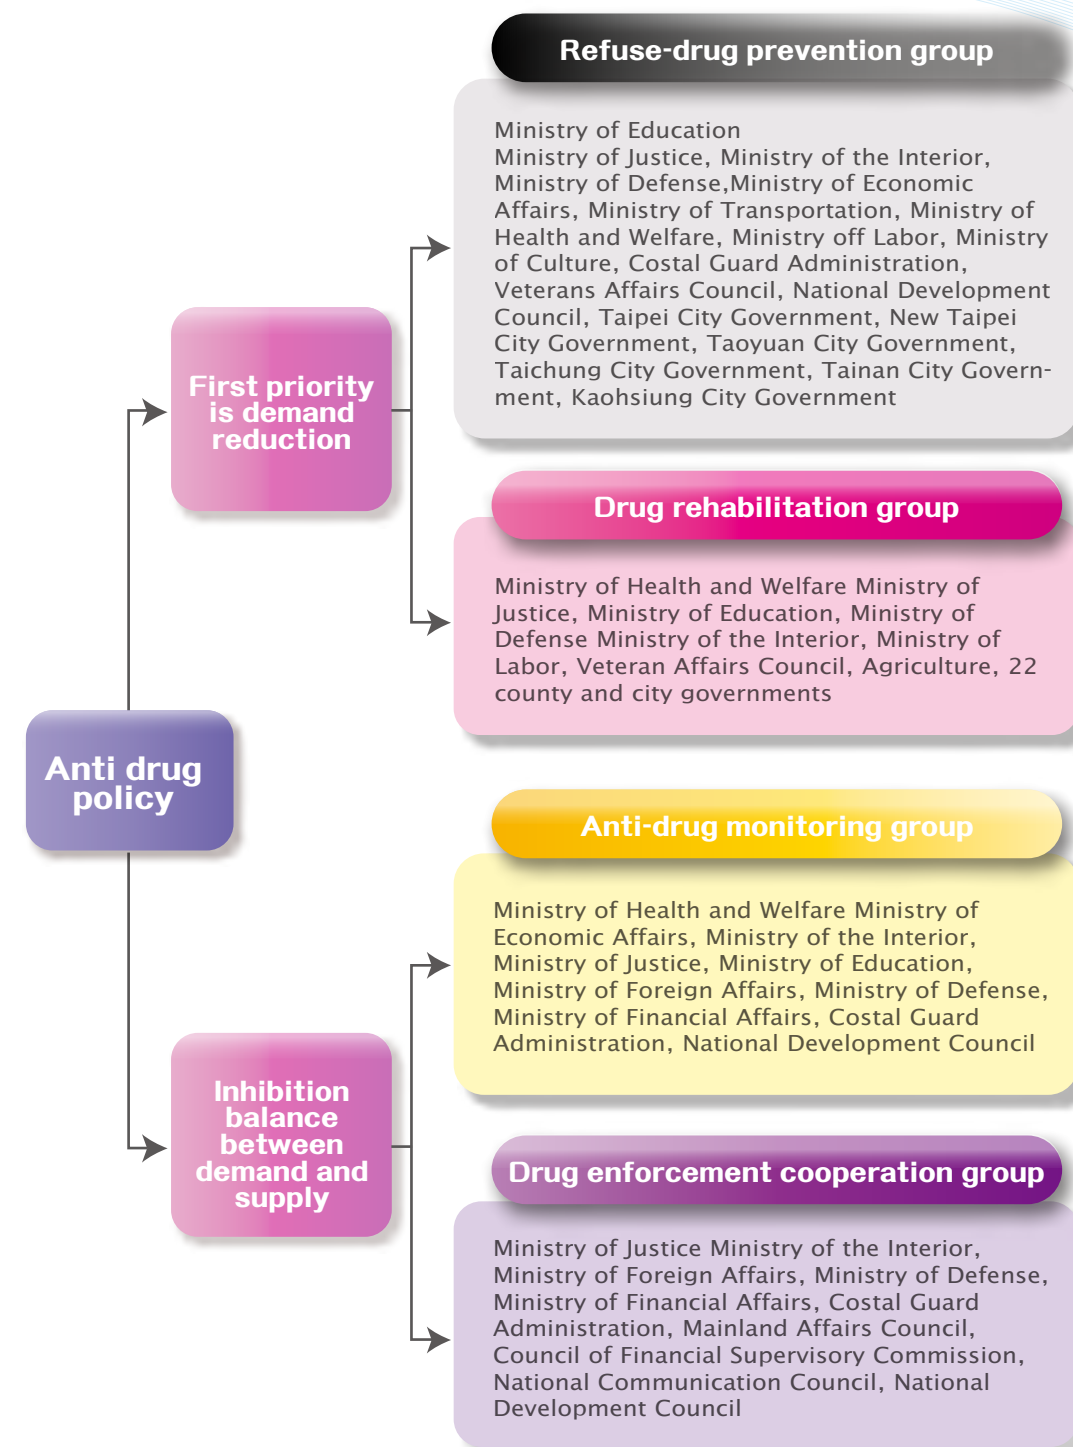 Refuse-drug prevention group
Ministry of Education
Ministry of Justice, Ministry of the Interior,
Ministry of Defense,Ministry of Economic
Affairs, Ministry of Transportation, Ministry of
Health and Welfare, Ministry off Labor, Ministry
of Culture, Costal Guard Administration,
Veterans Affairs Council, National Development
Council, Taipei City Government, New Taipei
City Government, Taoyuan City Government,
Taichung City Government, Tainan City Govern-
ment, Kaohsiung City Government
First priority
is demand
reduction
Drug rehabilitation group
Ministry of Health and Welfare Ministry of
Justice, Ministry of Education, Ministry of
Defense Ministry of the Interior, Ministry of
Labor, Veteran Affairs Council, Agriculture, 22
county and city governments
Anti drug
policy
Anti-drug monitoring group
Ministry of Health and Welfare Ministry of
Economic Affairs, Ministry of the Interior,
Ministry of Justice, Ministry of Education,
Ministry of Foreign Affairs, Ministry of Defense,
Ministry of Financial Affairs, Costal Guard
Administration, National Development Council
Inhibition
balance
between
demand and
supply
Drug enforcement cooperation group
Ministry of Justice Ministry of the Interior,
Ministry of Foreign Affairs, Ministry of Defense,
Ministry of Financial Affairs, Costal Guard
Administration, Mainland Affairs Council,
Council of Financial Supervisory Commission,
National Communication Council, National
Development Council